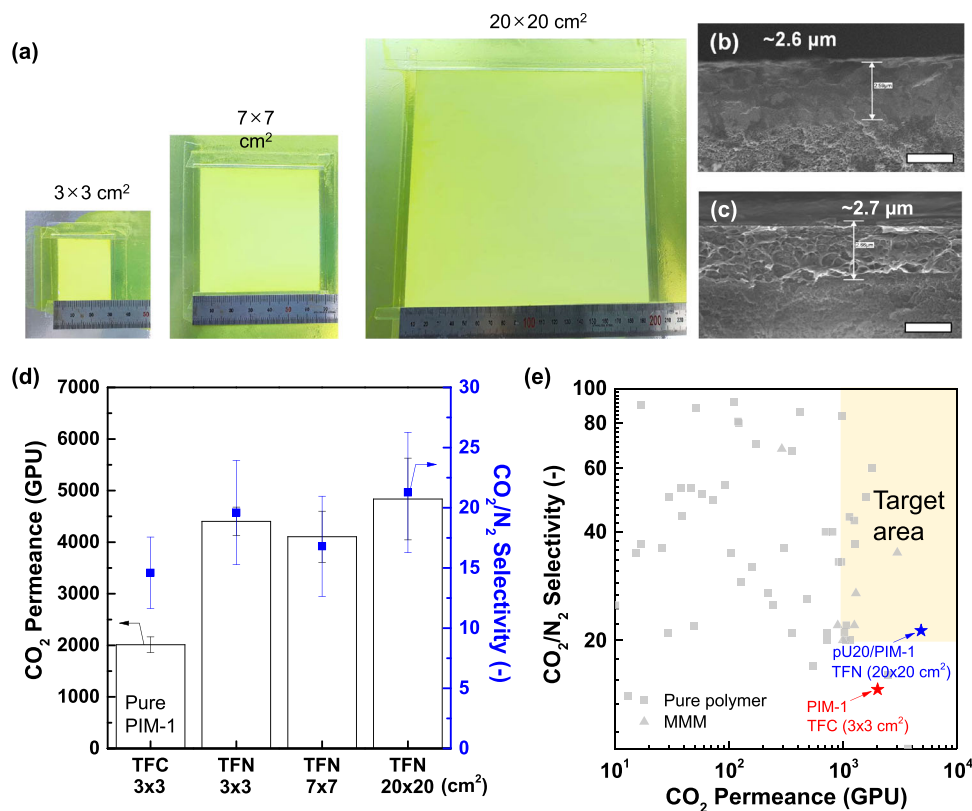 (a)
3×3 cm²
7×7
cm²
20×20 cm²
(b)
~2.6 μm
(c)
~2.7 μm
(d)
CO₂ Permeance (GPU)
7000
6000
5000
4000
3000
2000
1000
0
Pure
PIM-1
TFC
3x3
TFN
3x3
TFN
7x7
TFN
20x20
(cm²)
30
25
20
15
10
5
0
CO₂/N₂ Selectivity (-)
(e)
CO₂/N₂ Selectivity (-)
100
80
60
40
20
Target
area
pU20/PIM-1
TFN (20x20 cm²)
PIM-1
TFC (3x3 cm²)
Pure polymer
MMM
10¹
10²
10³
10⁴
CO₂ Permeance (GPU)